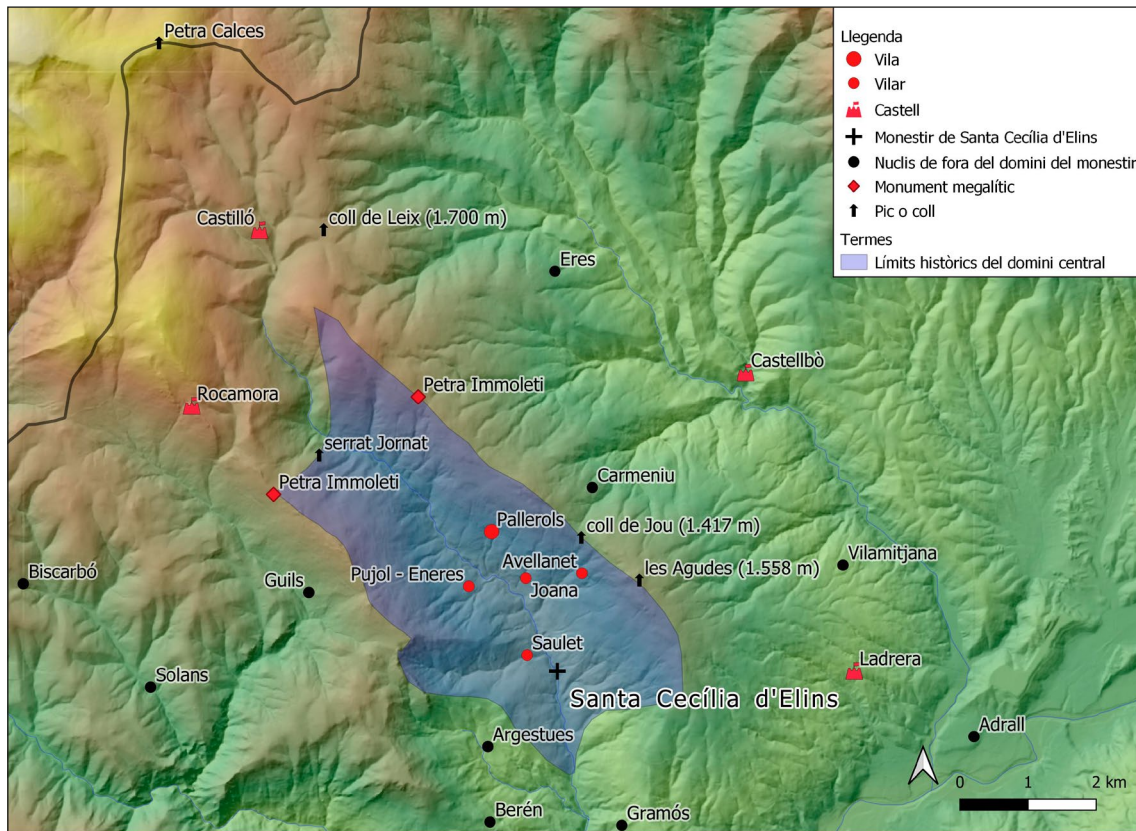 Petra Calces
Llegenda
Vila
Vilar
Castell
Monestir de Santa Cecília d'Elins
Nuclis de fora del domini del monestir
Monument megalític
Pic o coll
Termes
Límits històrics del domini central
Castilló
coll de Leix (1.700 m)
Eres
Castellbò
Rocamora
Petra Immoleti
serrat Jornat
Petra Immoleti
Carmeniu
Pallerols
coll de Jou (1.417 m)
Avellanet
Vilamitjana
Biscarbó
Guils
Pujol - Eneres
Joana
les Agudes (1.558 m)
Saulet
Solans
Ladrera
Santa Cecília d'Elins
Argestues
Adrall
0 1 2 km
Berén
Gramós